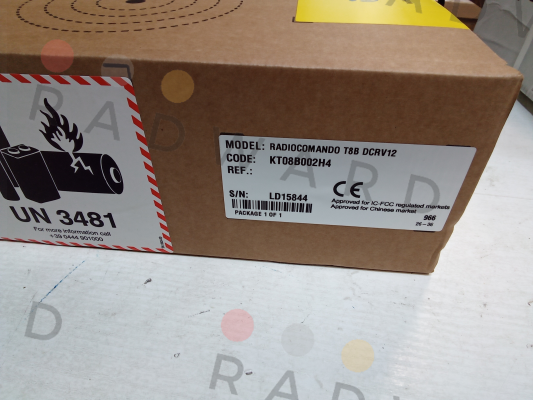 UN 3481
For more information call
+39 0444 901000
MODEL: RADIOCOMANDO T8B DCRV12
CODE: KT08B002H4
REF.:
S/N: LD15844
PACKAGE 1 OF 1
CE
Approved for IC-FCC regulated markets
Approved for Chinese market
966
RAD